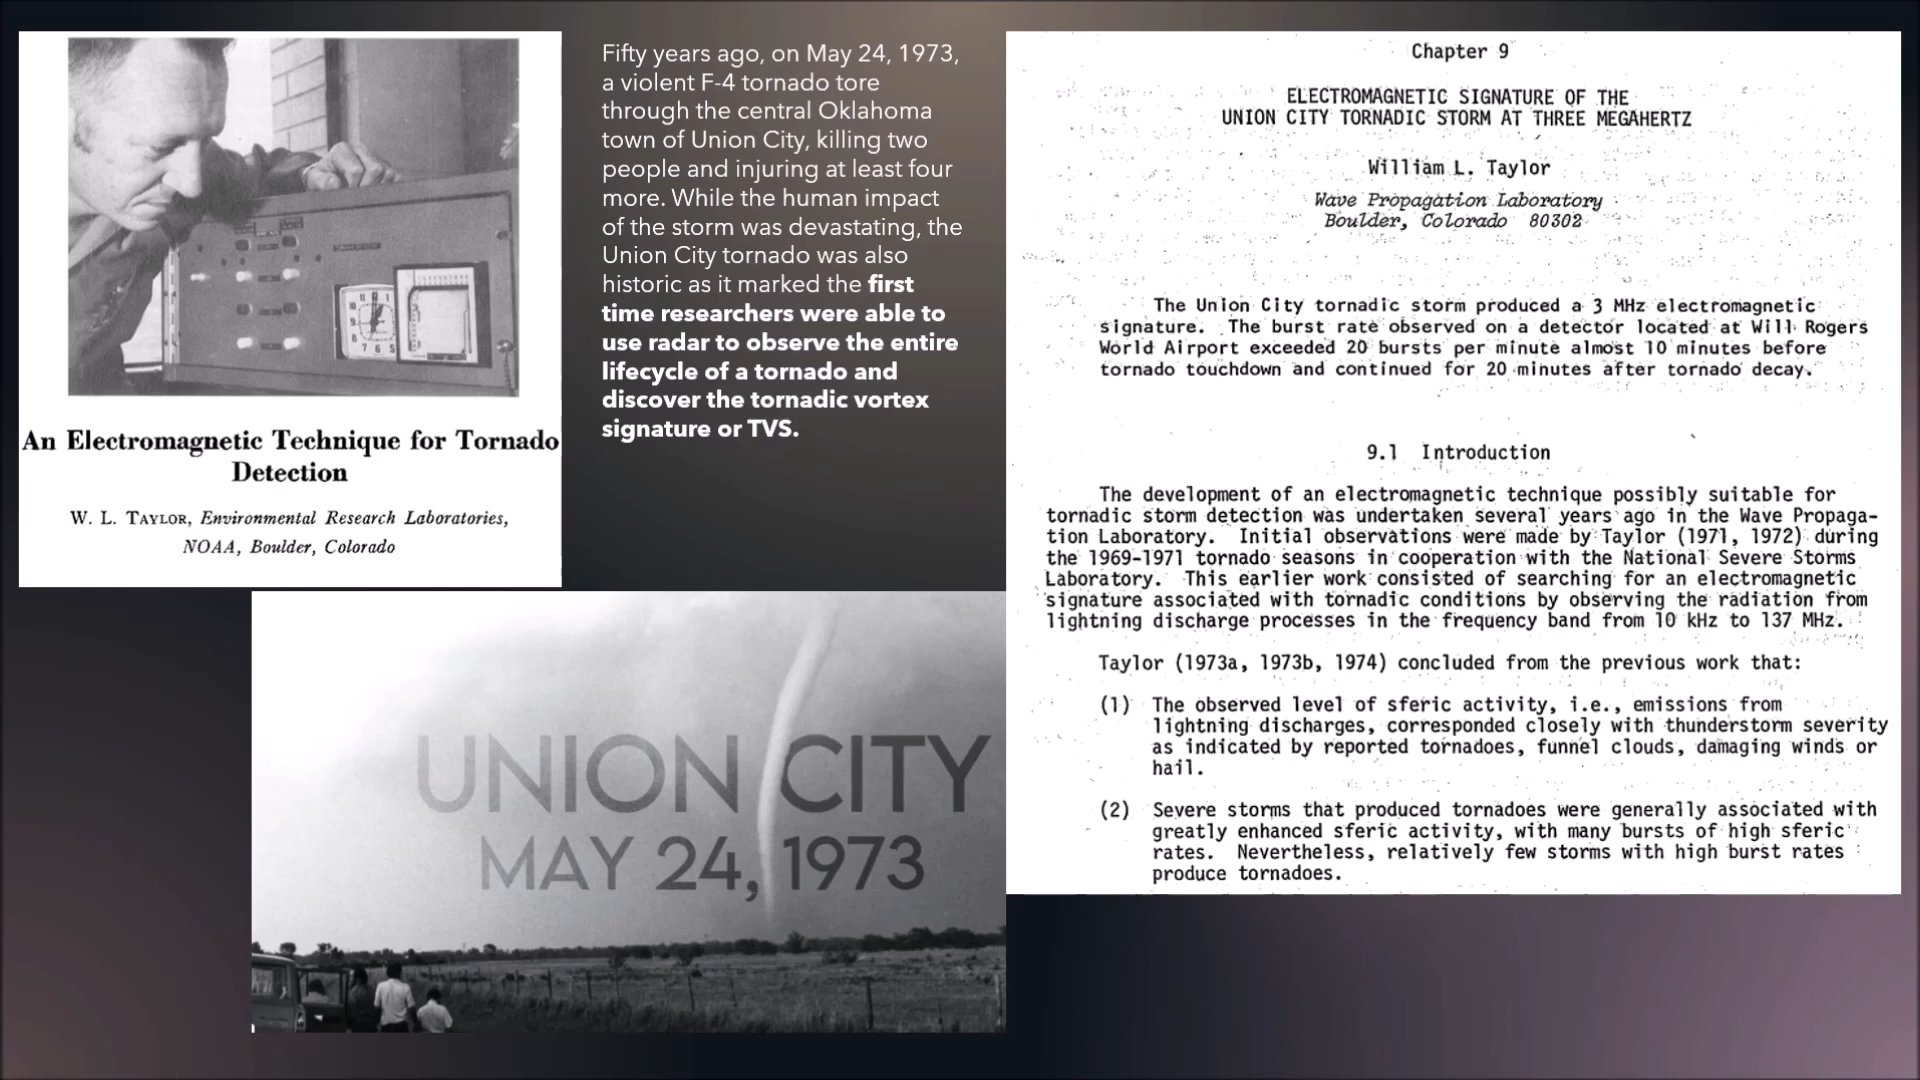 An Electromagnetic Technique for Tornado
Detection
W. L. TAYLOR, Environmental Research Laboratories,
NOAA, Boulder, Colorado
Fifty years ago, on May 24, 1973,
a violent F-4 tornado tore
through the central Oklahoma
town of Union City, killing two
people and injuring at least four
more. While the human impact
of the storm was devastating, the
Union City tornado was also
historic as it marked the first
time researchers were able to
use radar to observe the entire
lifecycle of a tornado and
discover the tornadic vortex
signature or TVS.
UNION CITY
MAY 24, 1973
Chapter 9
ELECTROMAGNETIC SIGNATURE OF THE
UNION CITY TORNADIC STORM AT THREE MEGAHERTZ
William L. Taylor
Wave Propagation Laboratory
Boulder, Colorado 80302
The Union City tornadic storm produced a 3 MHz electromagnetic
signature. The burst rate observed on a detector located at Will Rogers
World Airport exceeded 20 bursts per minute almost 10 minutes before
tornado touchdown and continued for 20 minutes after tornado decay.
9.1 Introduction
The development of an electromagnetic technique possibly suitable for
tornadic storm detection was undertaken several years ago in the Wave Propaga-
tion Laboratory. Initial observations were made by Taylor (1971, 1972) during
the 1969-1971 tornado seasons in cooperation with the National Severe Storms
Laboratory. This earlier work consisted of searching for an electromagnetic
signature associated with tornadic conditions by observing the radiation from
lightning discharge processes in the frequency band from 10 kHz to 137 MHz.
Taylor (1973a, 1973b, 1974) concluded from the previous work that:
(1) The observed level of sferic activity, i.e., emissions from
lightning discharges, corresponded closely with thunderstorm severity
as indicated by reported tornadoes, funnel clouds, damaging winds or
hail.
(2) Severe storms that produced tornadoes were generally associated with
greatly enhanced sferic activity, with many bursts of high sferic
rates. Nevertheless, relatively few storms with high burst rates
produce tornadoes.